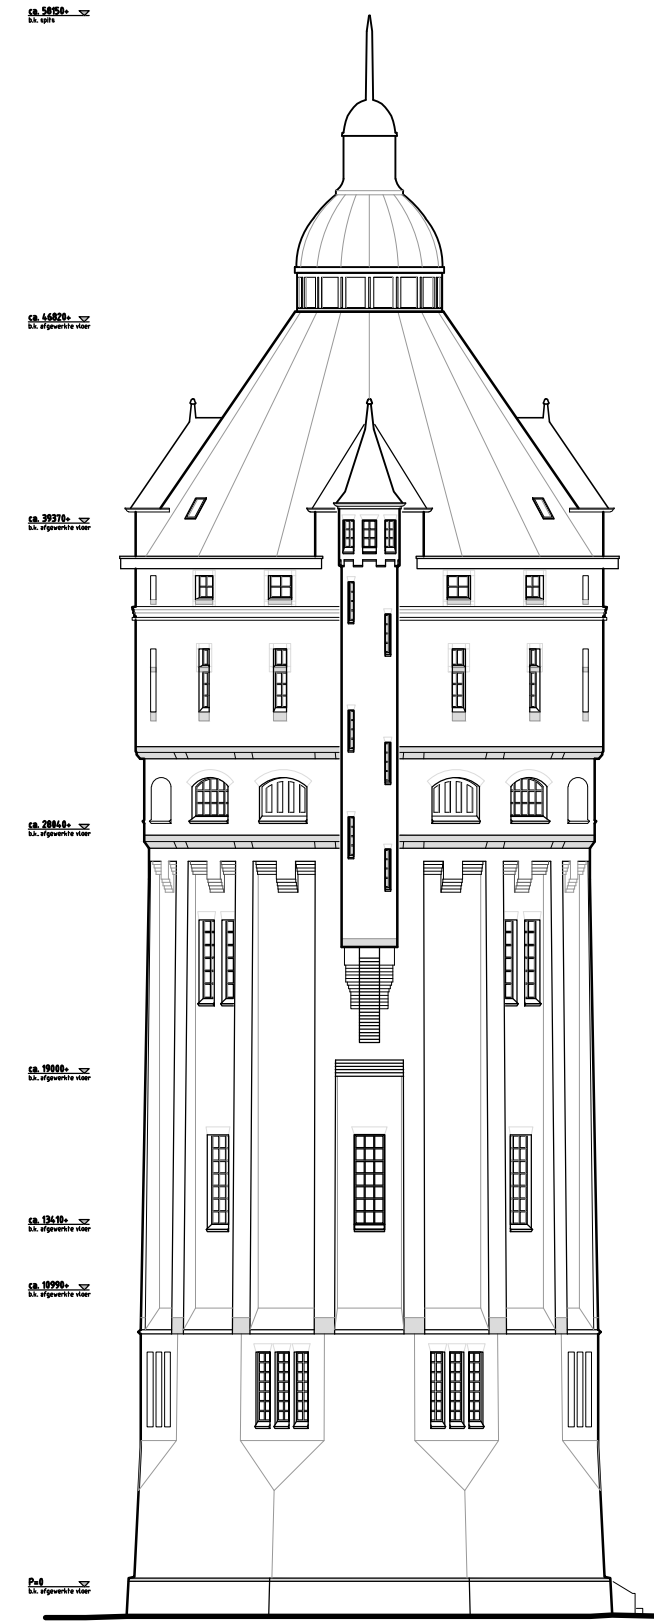 ca. 58150+
b.k. spits
ca. 46820+
b.k. afgewerkte vloer
ca. 39370+
b.k. afgewerkte vloer
ca. 28040+
b.k. afgewerkte vloer
ca. 19000+
b.k. afgewerkte vloer
ca. 13410+
b.k. afgewerkte vloer
ca. 10990+
b.k. afgewerkte vloer
P=0
b.k. afgewerkte vloer